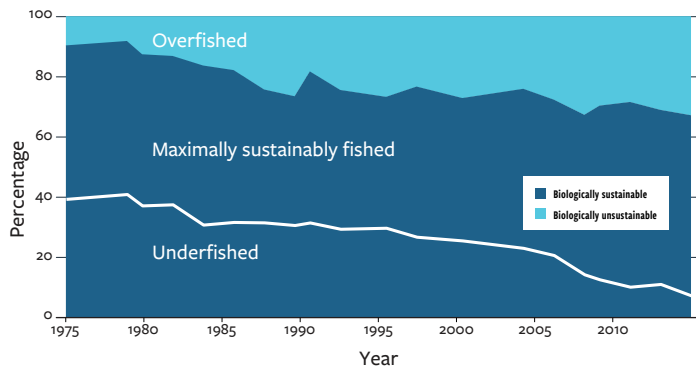 100
Overfished
80
Maximally sustainably fished
60
Percentage
40
Biologically sustainable
Biologically unsustainable
Underfished
20
0
1975 1980 1985 1990 1995 2000 2005 2010
Year